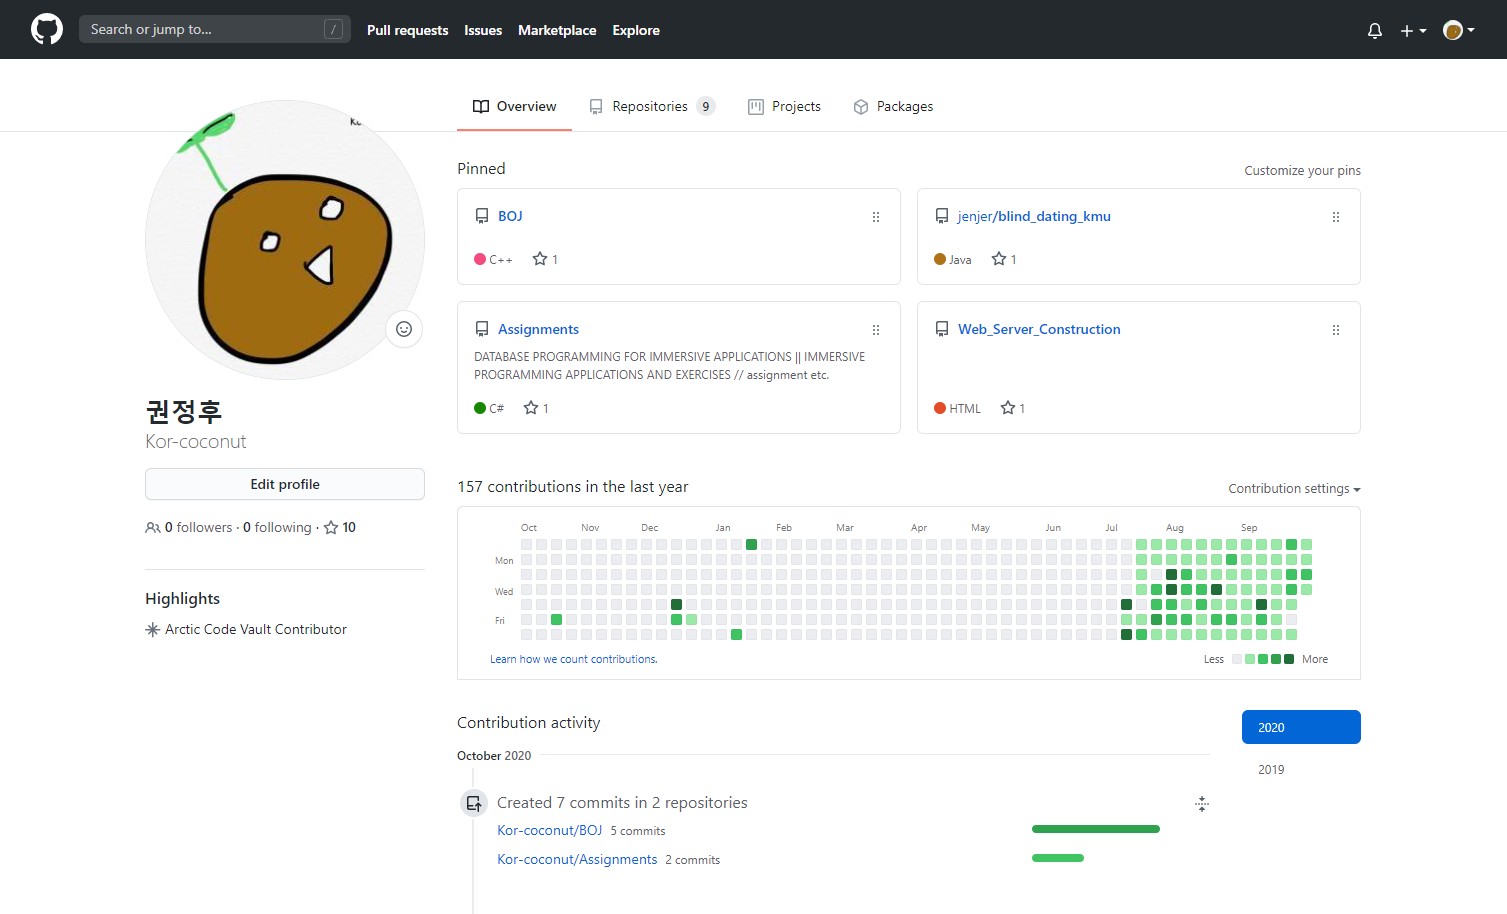 Search or jump to... /
Pull requests Issues Marketplace Explore
Overview Repositories 9 Projects Packages
권정후
Kor-coconut
Edit profile
0 followers · 0 following · 10
Highlights
Arctic Code Vault Contributor
Pinned
Customize your pins
BOJ
C++ 1
jenjer/blind_dating_kmu
Java 1
Assignments
DATABASE PROGRAMMING FOR IMMERSIVE APPLICATIONS || IMMERSIVE
PROGRAMMING APPLICATIONS AND EXERCISES // assignment etc.
C# 1
Web_Server_Construction
HTML 1
157 contributions in the last year
Contribution settings
Oct Nov Dec Jan Feb Mar Apr May Jun Jul Aug Sep
Mon
Wed
Fri
Learn how we count contributions.
Less More
Contribution activity
2020
2019
October 2020
Created 7 commits in 2 repositories
Kor-coconut/BOJ 5 commits
Kor-coconut/Assignments 2 commits